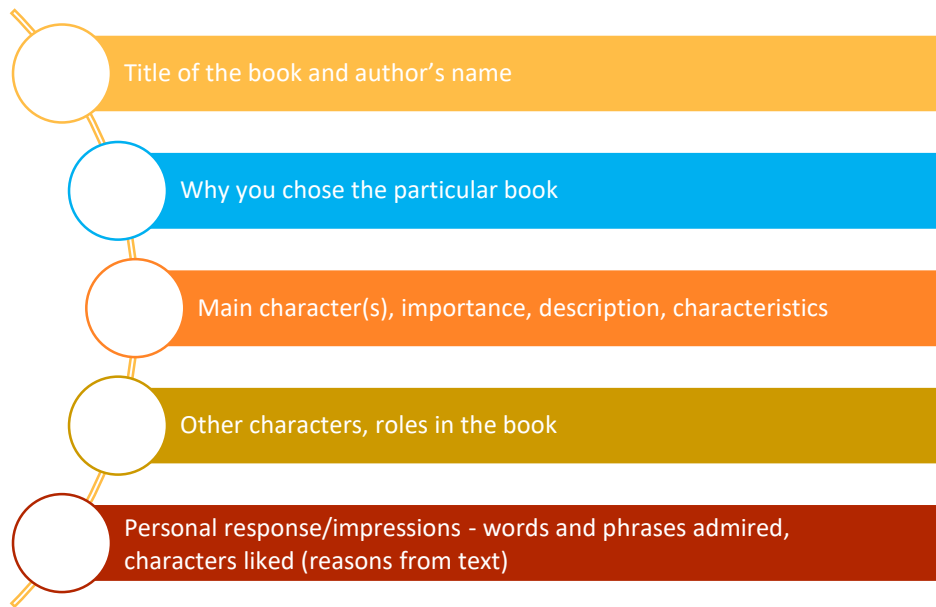 Title of the book and author’s name
Why you chose the particular book
Main character(s), importance, description, characteristics
Other characters, roles in the book
Personal response/impressions - words and phrases admired,
characters liked (reasons from text)